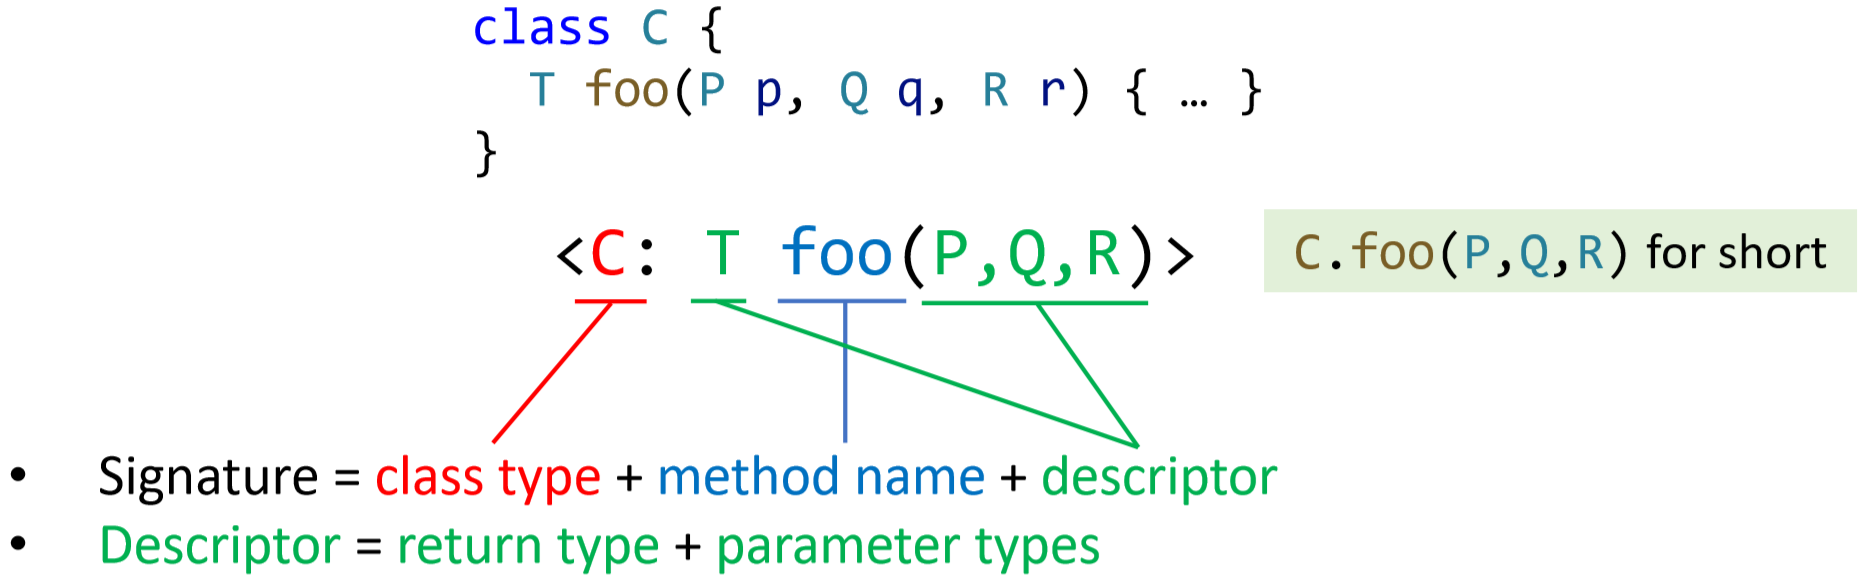 class C {
T foo(P p, Q q, R r) { … }
}
<C: T foo(P,Q,R)>
C.foo(P,Q,R) for short
• Signature = class type + method name + descriptor
• Descriptor = return type + parameter types